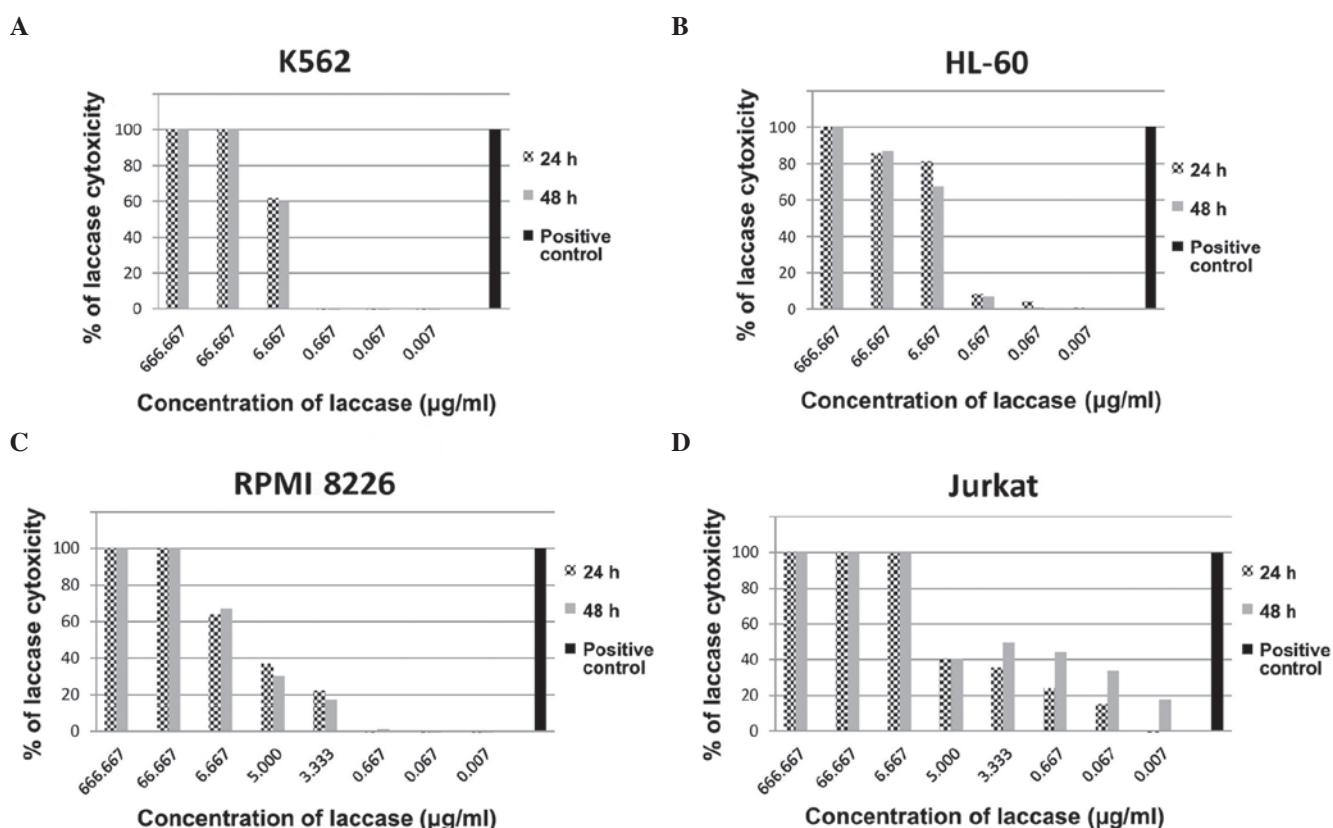 A
K562
% of laccase cytoxicity
100
80
60
40
20
0
666.667
66.667
6.667
0.667
0.067
0.007
Concentration of laccase (µg/ml)
24 h
48 h
Positive
control
B
HL-60
% of laccase cytoxicity
100
80
60
40
20
0
666.667
66.667
6.667
0.667
0.067
0.007
Concentration of laccase (µg/ml)
24 h
48 h
Positive
control
C
RPMI 8226
% of laccase cytoxicity
100
80
60
40
20
0
666.667
66.667
6.667
5.000
3.333
0.667
0.067
0.007
Concentration of laccase (µg/ml)
24 h
48 h
Positive
control
D
Jurkat
% of laccase cytoxicity
100
80
60
40
20
0
666.667
66.667
6.667
5.000
3.333
0.667
0.067
0.007
Concentration of laccase (µg/ml)
24 h
48 h
Positive
control